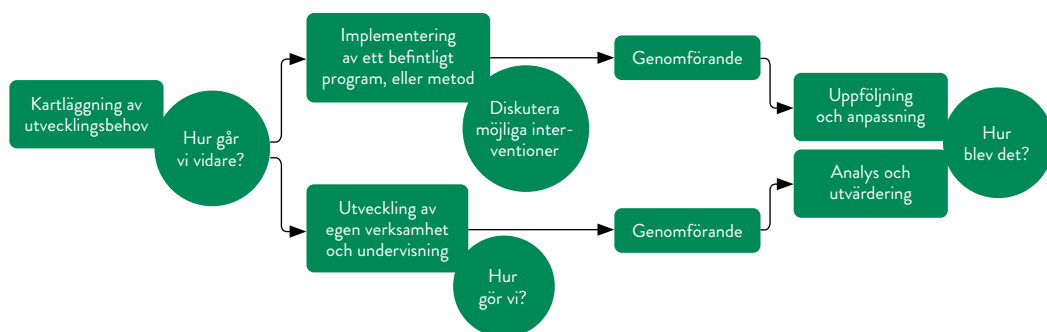 Kartläggning av
utvecklingsbehov
Hur går
vi vidare?
Implementering
av ett befintligt
program, eller metod
Diskutera
möjliga inter-
ventioner
Genomförande
Uppföljning
och anpassning
Utveckling av
egen verksamhet
och undervisning
Hur
gör vi?
Genomförande
Analys och
utvärdering
Hur
blev det?